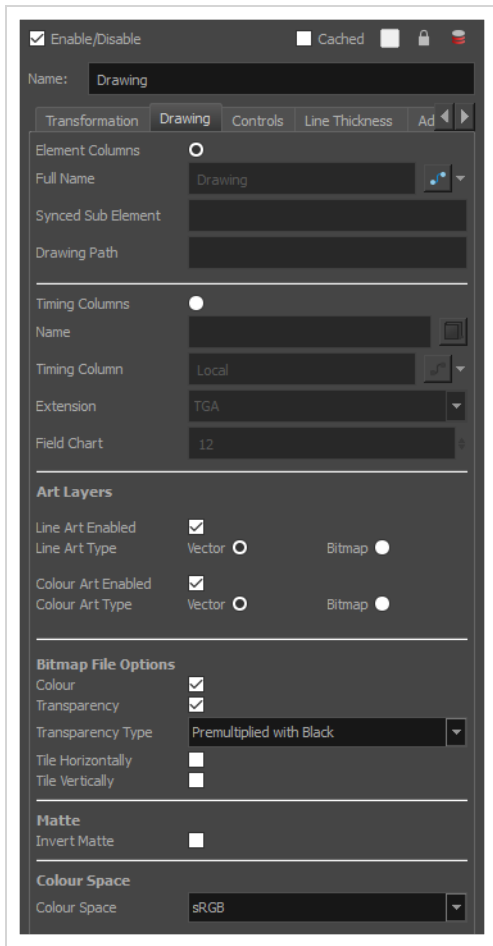 Enable/Disable Cached
Name: Drawing
Transformation Drawing Controls Line Thickness Ad
Element Columns
Full Name Drawing
Synced Sub Element
Drawing Path
Timing Columns
Name
Timing Column Local
Extension TGA
Field Chart 12
Art Layers
Line Art Enabled
Line Art Type Vector Bitmap
Colour Art Enabled
Colour Art Type Vector Bitmap
Bitmap File Options
Colour
Transparency
Transparency Type Premultiplied with Black
Tile Horizontally
Tile Vertically
Matte
Invert Matte
Colour Space
Colour Space sRGB